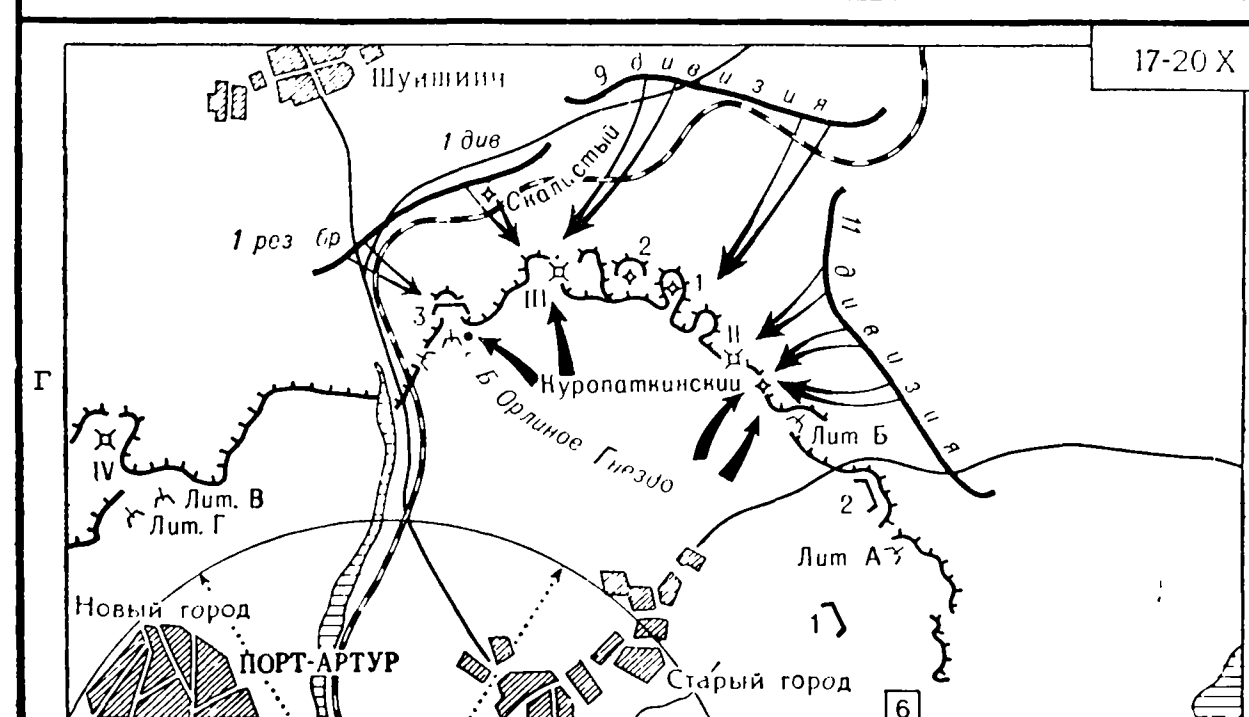 17-20 X
Шуишиич
9 дивизия
1 див
Скалистый
1 рез бр
11 дивизия
2
1
3
III
II
Куропаткинский
Б Орлиное Гнездо
Г
Лит Б
IV
Лит. В
Лит. Г
2
Лит А
Новый город
1
ПОРТ-АРТУР
Старый город
6